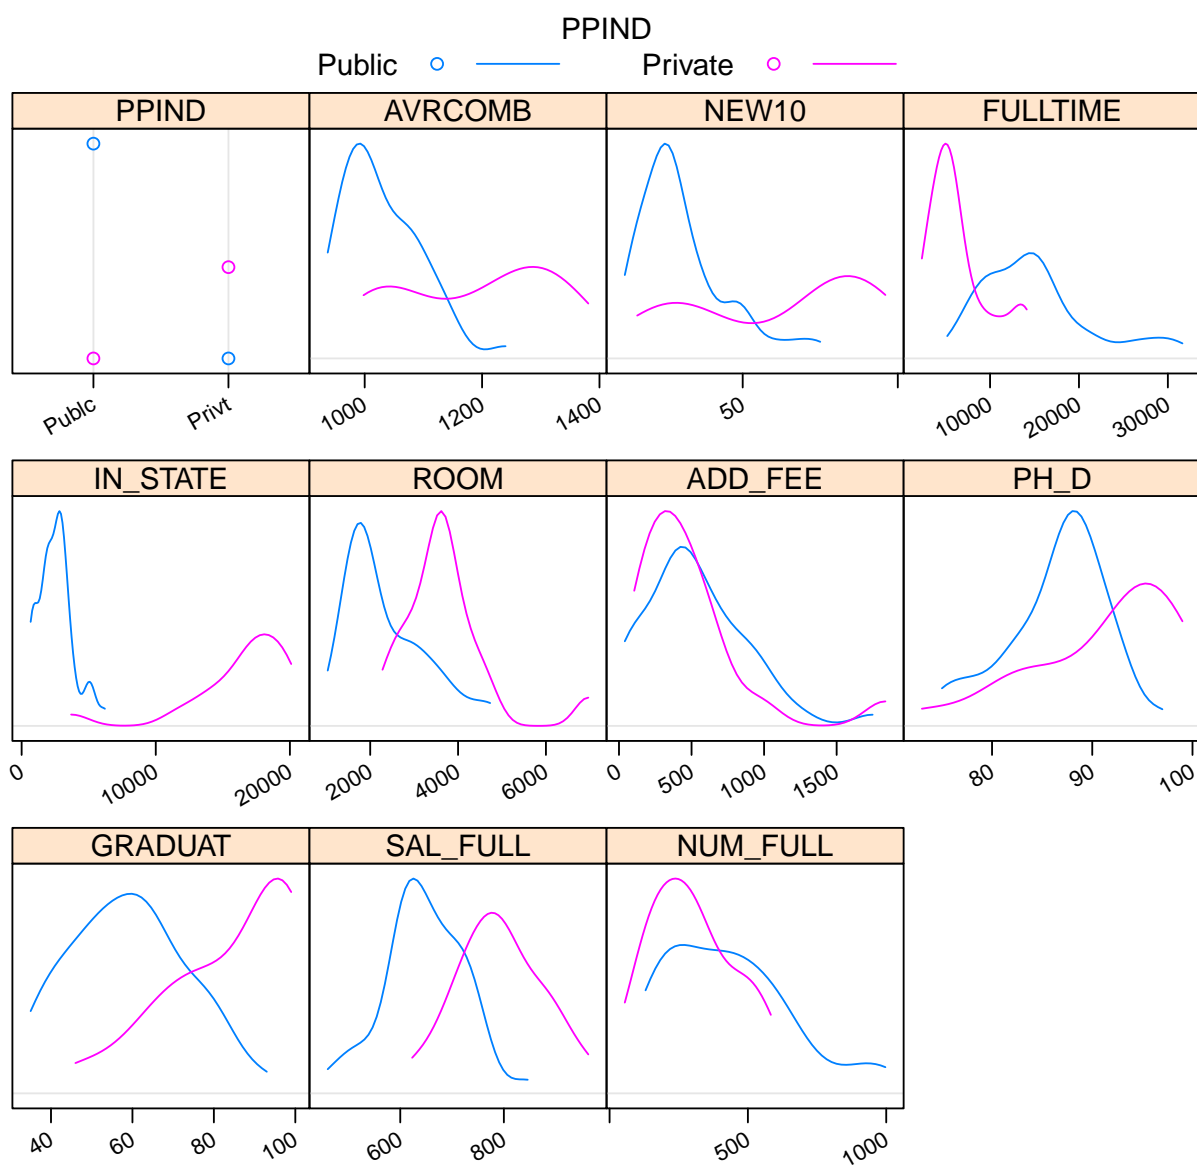 PPIND
Public Private
PPIND AVRCOMB NEW10 FULLTIME
Publc Privt 1000 1200 1400 50 10000 20000 30000
IN_STATE ROOM ADD_FEE PH_D
0 10000 20000 2000 4000 6000 0 500 1000 1500 80 90 100
GRADUAT SAL_FULL NUM_FULL
40 60 80 100 600 800 500 1000